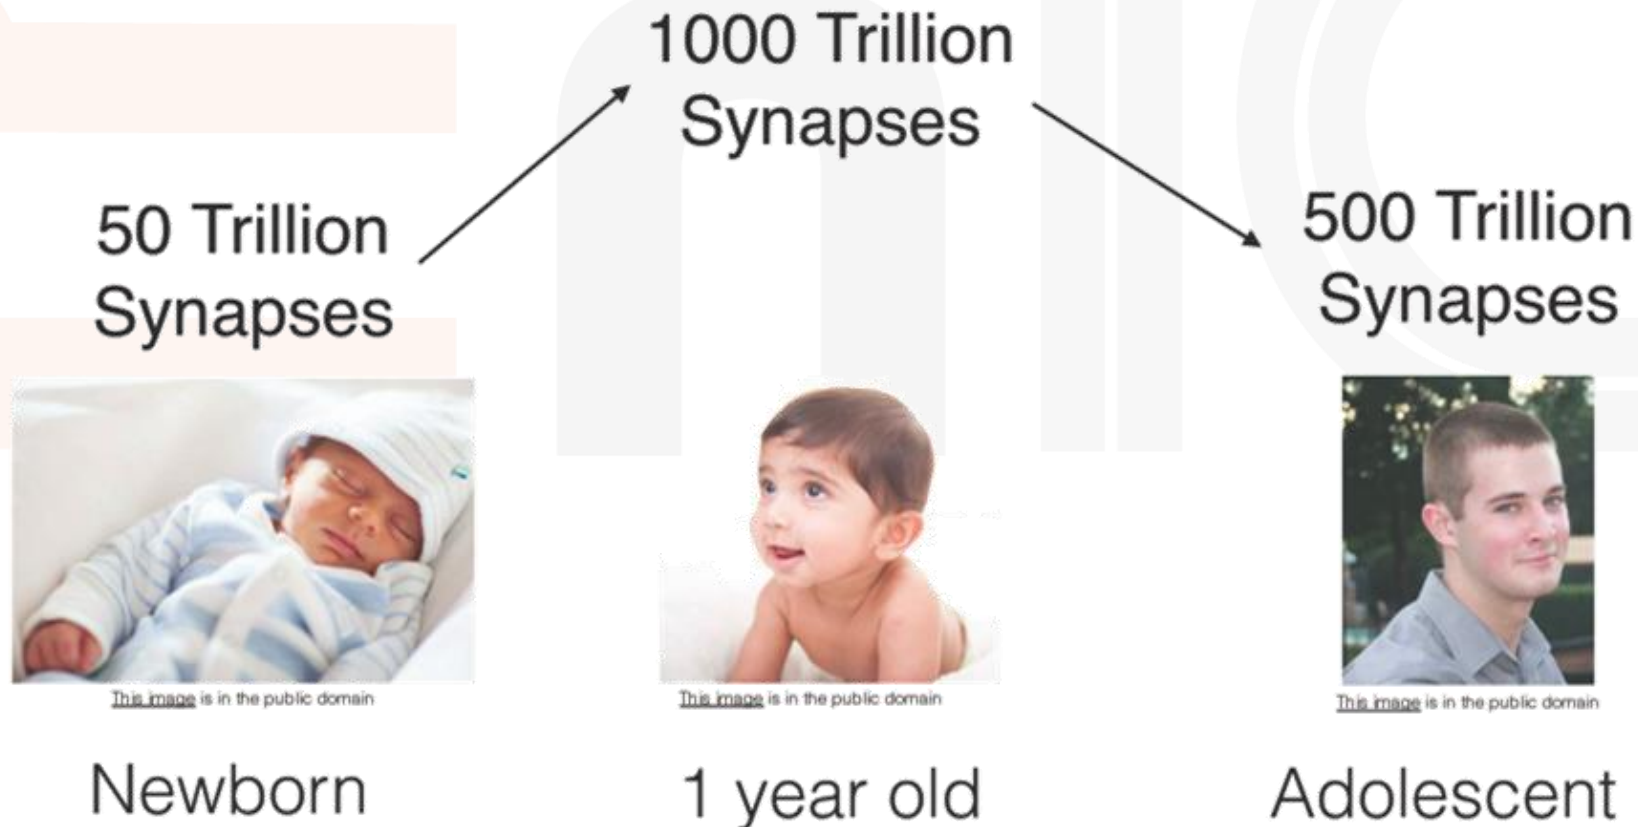 1000 Trillion
Synapses
50 Trillion
Synapses
500 Trillion
Synapses
This image is in the public domain
This image is in the public domain
This image is in the public domain
Newborn
1 year old
Adolescent